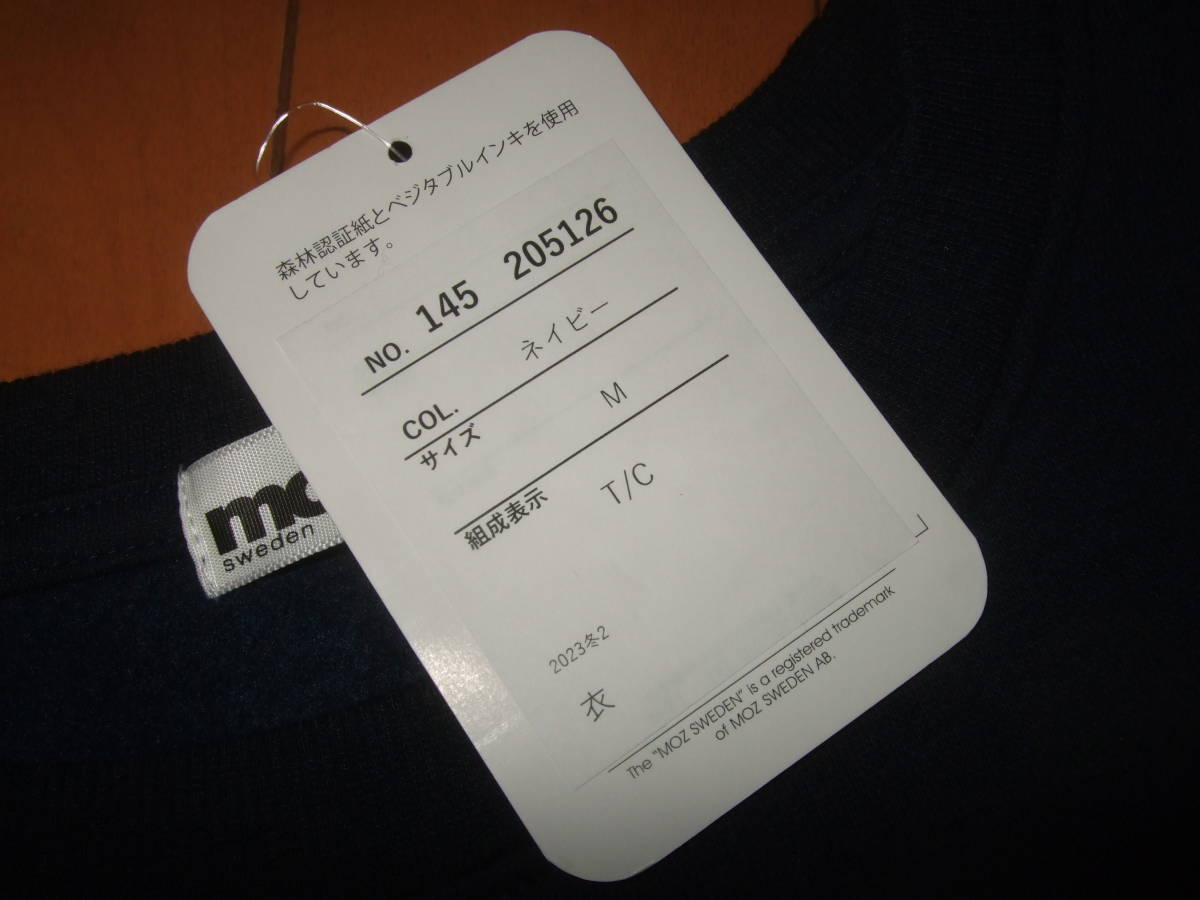 森林認証紙とベジタブルインキを使用
しています。
NO. 145 205126
COL. ネイビー
サイズ M
組成表示 T/C
2023冬2
衣
The "MOZ SWEDEN" is a registered trademark
of MOZ SWEDEN AB.
sweden